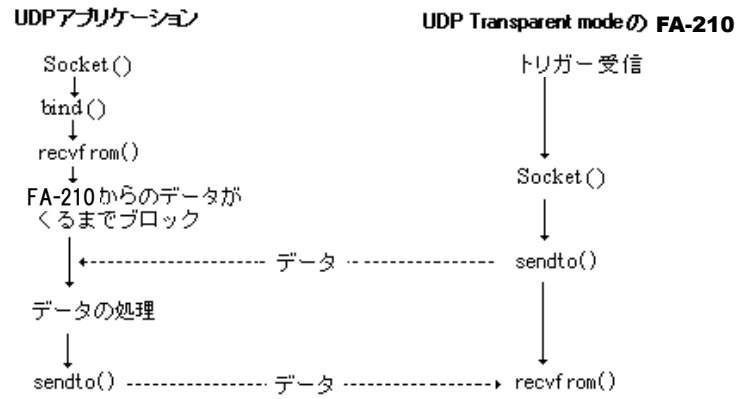 UDPアプリケーション
UDP Transparent modeの FA-210
Socket()
トリガー受信
bind()
recvfrom()
Socket()
FA-210からのデータが
くるまでブロック
データ
sendto()
データの処理
sendto()
データ
recvfrom()